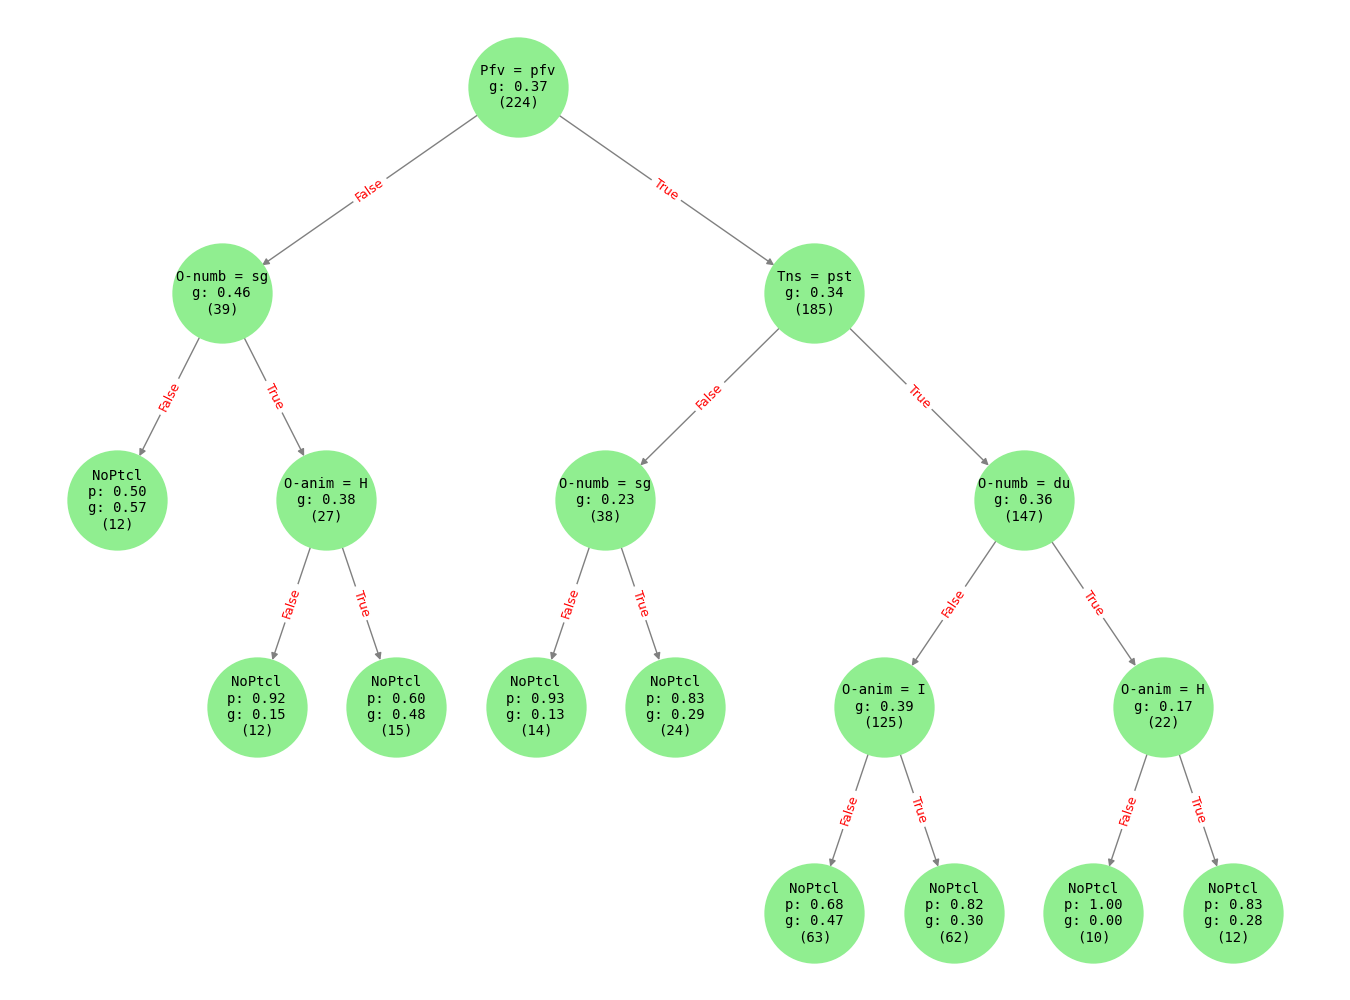 Pfv = pfv
g: 0.37
(224)
False
True
O-numb = sg
g: 0.46
(39)
Tns = pst
g: 0.34
(185)
False
True
False
True
NoPtcl
p: 0.50
g: 0.57
(12)
O-anim = H
g: 0.38
(27)
O-numb = sg
g: 0.23
(38)
O-numb = du
g: 0.36
(147)
False
True
False
True
False
True
NoPtcl
p: 0.92
g: 0.15
(12)
NoPtcl
p: 0.60
g: 0.48
(15)
NoPtcl
p: 0.93
g: 0.13
(14)
NoPtcl
p: 0.83
g: 0.29
(24)
O-anim = I
g: 0.39
(125)
O-anim = H
g: 0.17
(22)
False
True
False
True
NoPtcl
p: 0.68
g: 0.47
(63)
NoPtcl
p: 0.82
g: 0.30
(62)
NoPtcl
p: 1.00
g: 0.00
(10)
NoPtcl
p: 0.83
g: 0.28
(12)